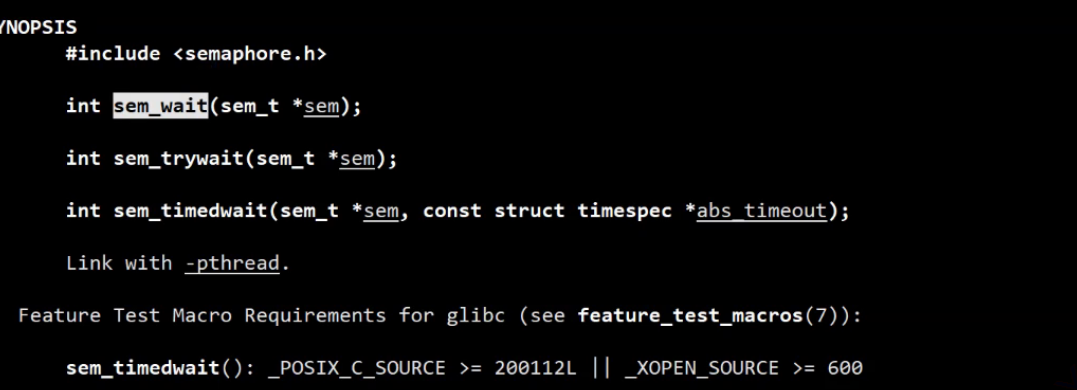 YNOPSIS
#include <semaphore.h>
int sem_wait(sem_t *sem);
int sem_trywait(sem_t *sem);
int sem_timedwait(sem_t *sem, const struct timespec *abs_timeout);
Link with -pthread.
Feature Test Macro Requirements for glibc (see feature_test_macros(7)):
sem_timedwait(): _POSIX_C_SOURCE >= 200112L || _XOPEN_SOURCE >= 600